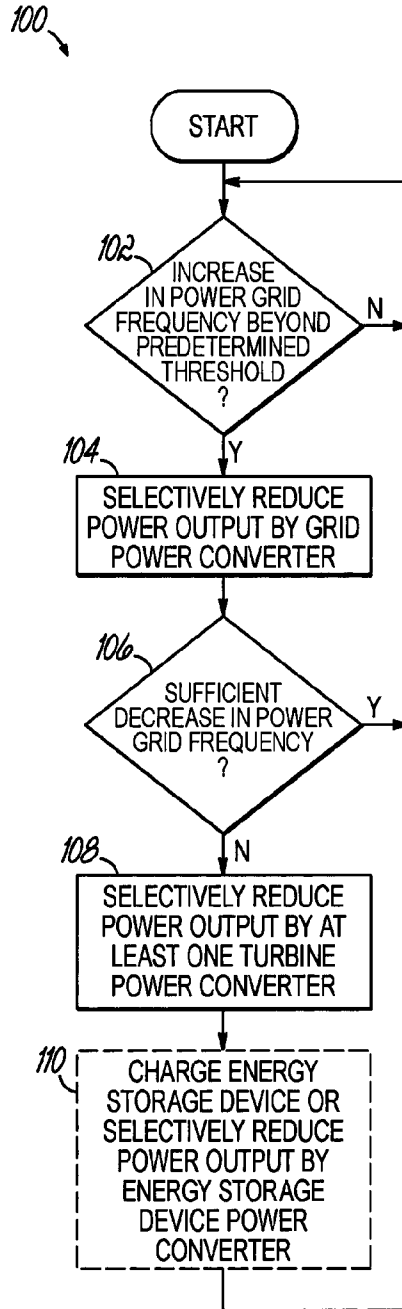 100
START
102
INCREASE
IN POWER GRID
FREQUENCY BEYOND
PREDETERMINED
THRESHOLD
?
N
Y
104
SELECTIVELY REDUCE
POWER OUTPUT BY GRID
POWER CONVERTER
106
SUFFICIENT
DECREASE IN POWER
GRID FREQUENCY
?
Y
N
108
SELECTIVELY REDUCE
POWER OUTPUT BY AT
LEAST ONE TURBINE
POWER CONVERTER
110
CHARGE ENERGY
STORAGE DEVICE OR
SELECTIVELY REDUCE
POWER OUTPUT BY
ENERGY STORAGE
DEVICE POWER
CONVERTER